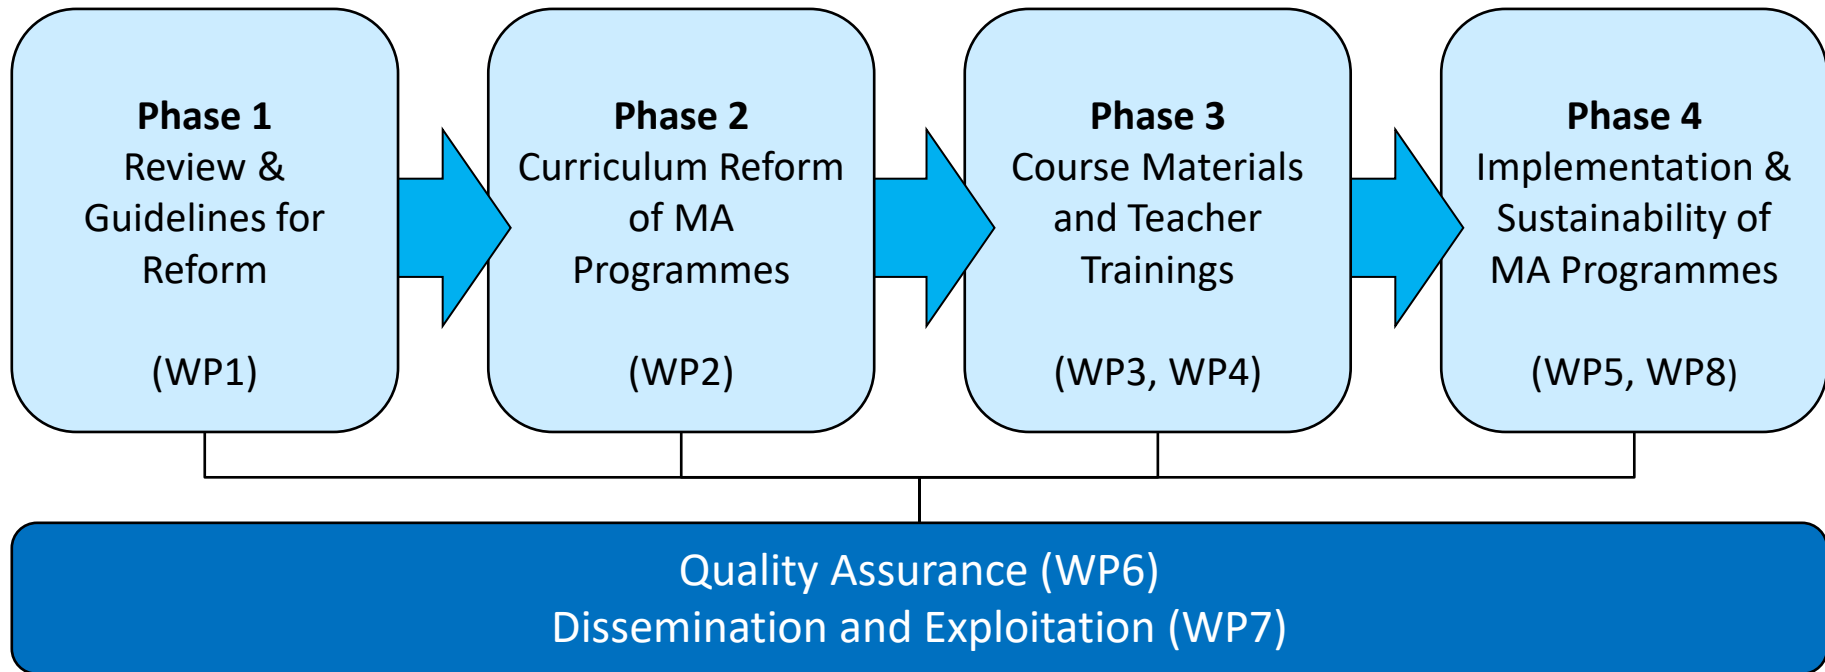 Phase 1
Review &
Guidelines for
Reform
(WP1)
Phase 2
Curriculum Reform
of MA
Programmes
(WP2)
Phase 3
Course Materials
and Teacher
Trainings
(WP3, WP4)
Phase 4
Implementation &
Sustainability of
MA Programmes
(WP5, WP8)
Quality Assurance (WP6)
Dissemination and Exploitation (WP7)